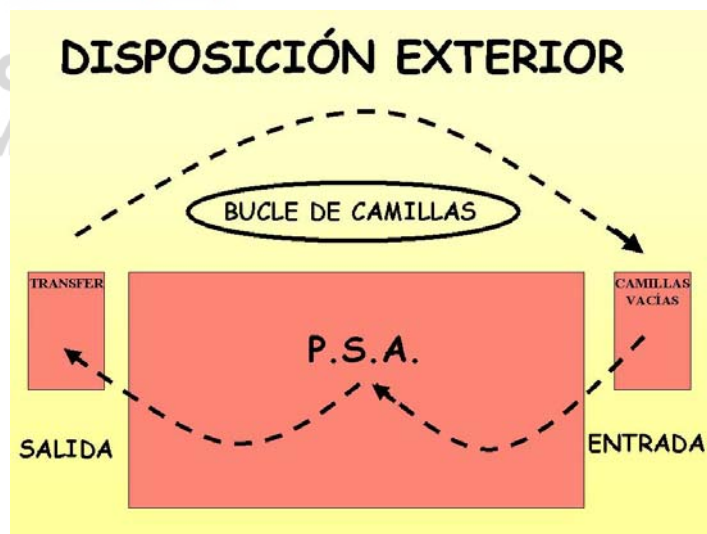 DISPOSICIÓN EXTERIOR
BUCLE DE CAMILLAS
TRANSFER
CAMILLAS
VACÍAS
P.S.A.
SALIDA
ENTRADA